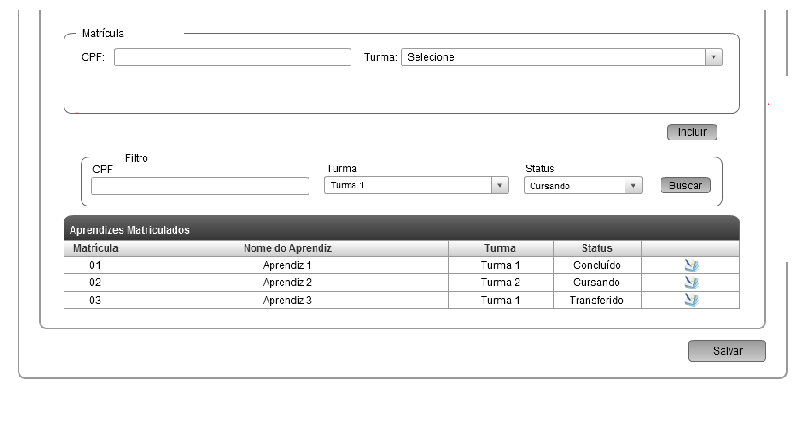 Matrícula
CPF: Turma: Selecione
Incluir
Filtro
CPF Turma Status
Turma 1 Cursando Buscar
Aprendizes Matriculados
Matrícula Nome do Aprendiz Turma Status
01 Aprendiz 1 Turma 1 Concluído
02 Aprendiz 2 Turma 2 Cursando
03 Aprendiz 3 Turma 1 Transferido
Salvar